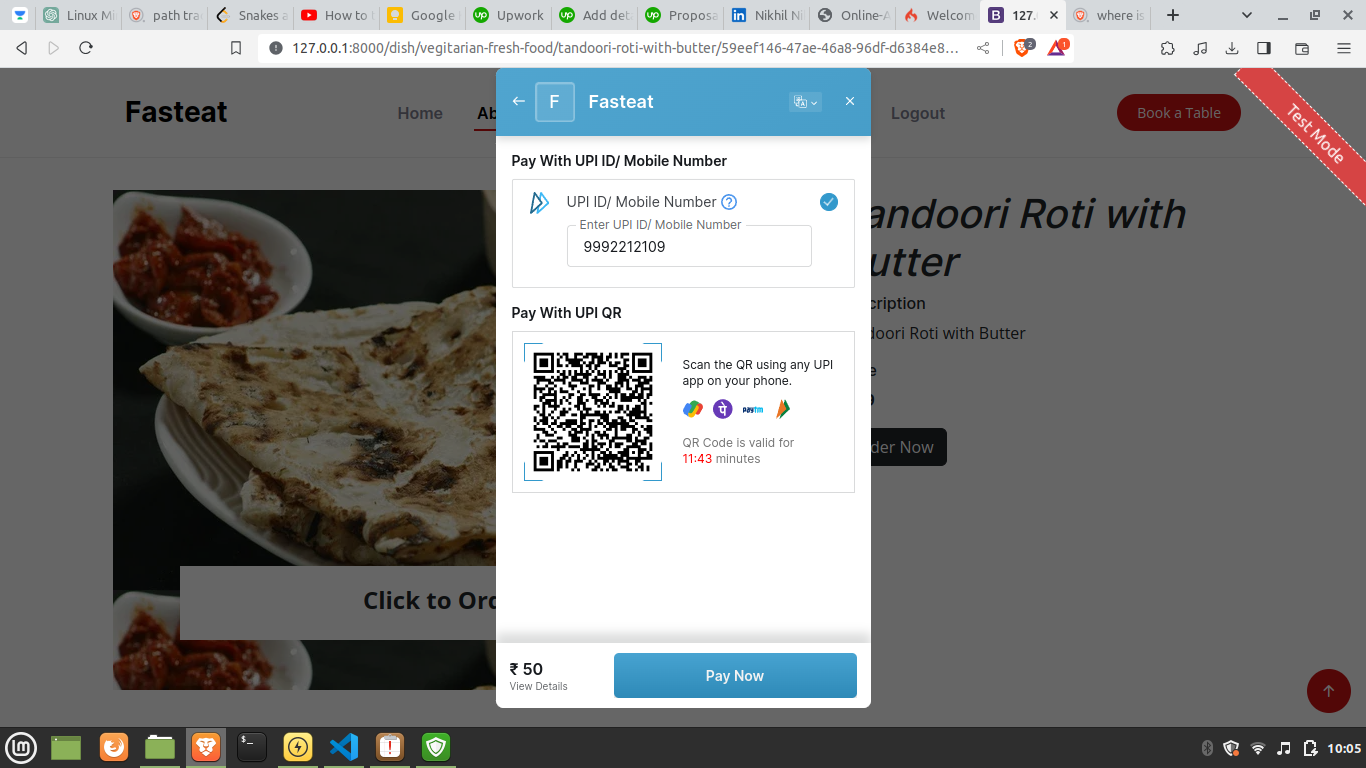 Linux Mi
path tra
Snakes a
How to
Google
Upwork
Add det
Proposa
Nikhil Ni
Online-A
Welcom
127.
where is
127.0.0.1:8000/dish/vegitarian-fresh-food/tandoori-roti-with-butter/59eef146-47ae-46a8-96df-d6384e8...
2
1
Fasteat
Home
Ab
F
Fasteat
Logout
Book a Table
Test Mode
Pay With UPI ID/ Mobile Number
UPI ID/ Mobile Number
Enter UPI ID/ Mobile Number
9992212109
andoori Roti with
utter
cription
doori Roti with Butter
e
9
der Now
Pay With UPI QR
Scan the QR using any UPI
app on your phone.
paytm
QR Code is valid for
11:43 minutes
Click to Ord
₹ 50
View Details
Pay Now
10:05